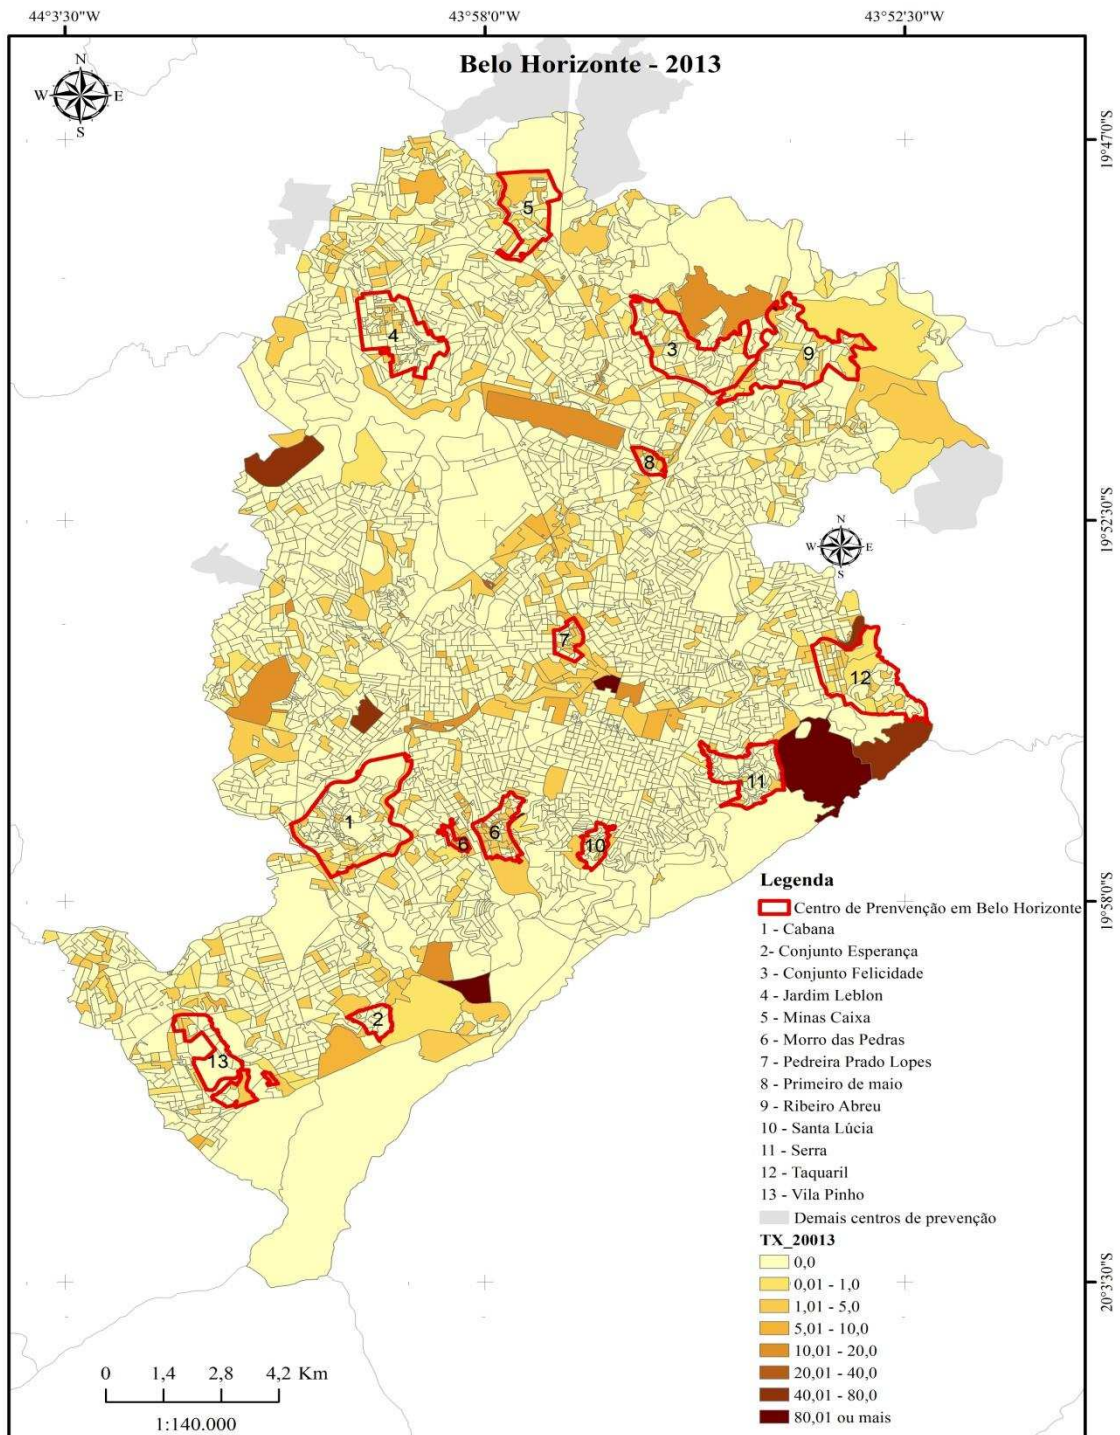 44°3'30"W 43°58'0"W 43°52'30"W
Belo Horizonte - 2013
N
W E
S
19°47'0"S
5
4
3
9
8
19°52'30"S
N
W E
S
7
12
11
1
6
6
10
19°58'0"S
2
13
Legenda
Centro de Prenvenção em Belo Horizonte
1 - Cabana
2- Conjunto Esperança
3 - Conjunto Felicidade
4 - Jardim Leblon
5 - Minas Caixa
6 - Morro das Pedras
7 - Pedreira Prado Lopes
8 - Primeiro de maio
9 - Ribeiro Abreu
10 - Santa Lúcia
11 - Serra
12 - Taquaril
13 - Vila Pinho
Demais centros de prevenção
TX_20013
0,0
0,01 - 1,0
1,01 - 5,0
5,01 - 10,0
10,01 - 20,0
20,01 - 40,0
40,01 - 80,0
80,01 ou mais
20°3'30"S
0 1,4 2,8 4,2 Km
1:140.000